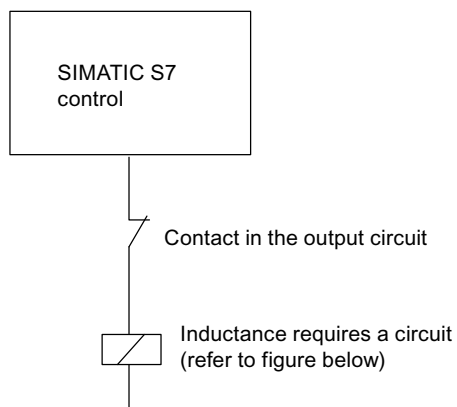 SIMATIC S7
control
Contact in the output circuit
Inductance requires a circuit
(refer to figure below)